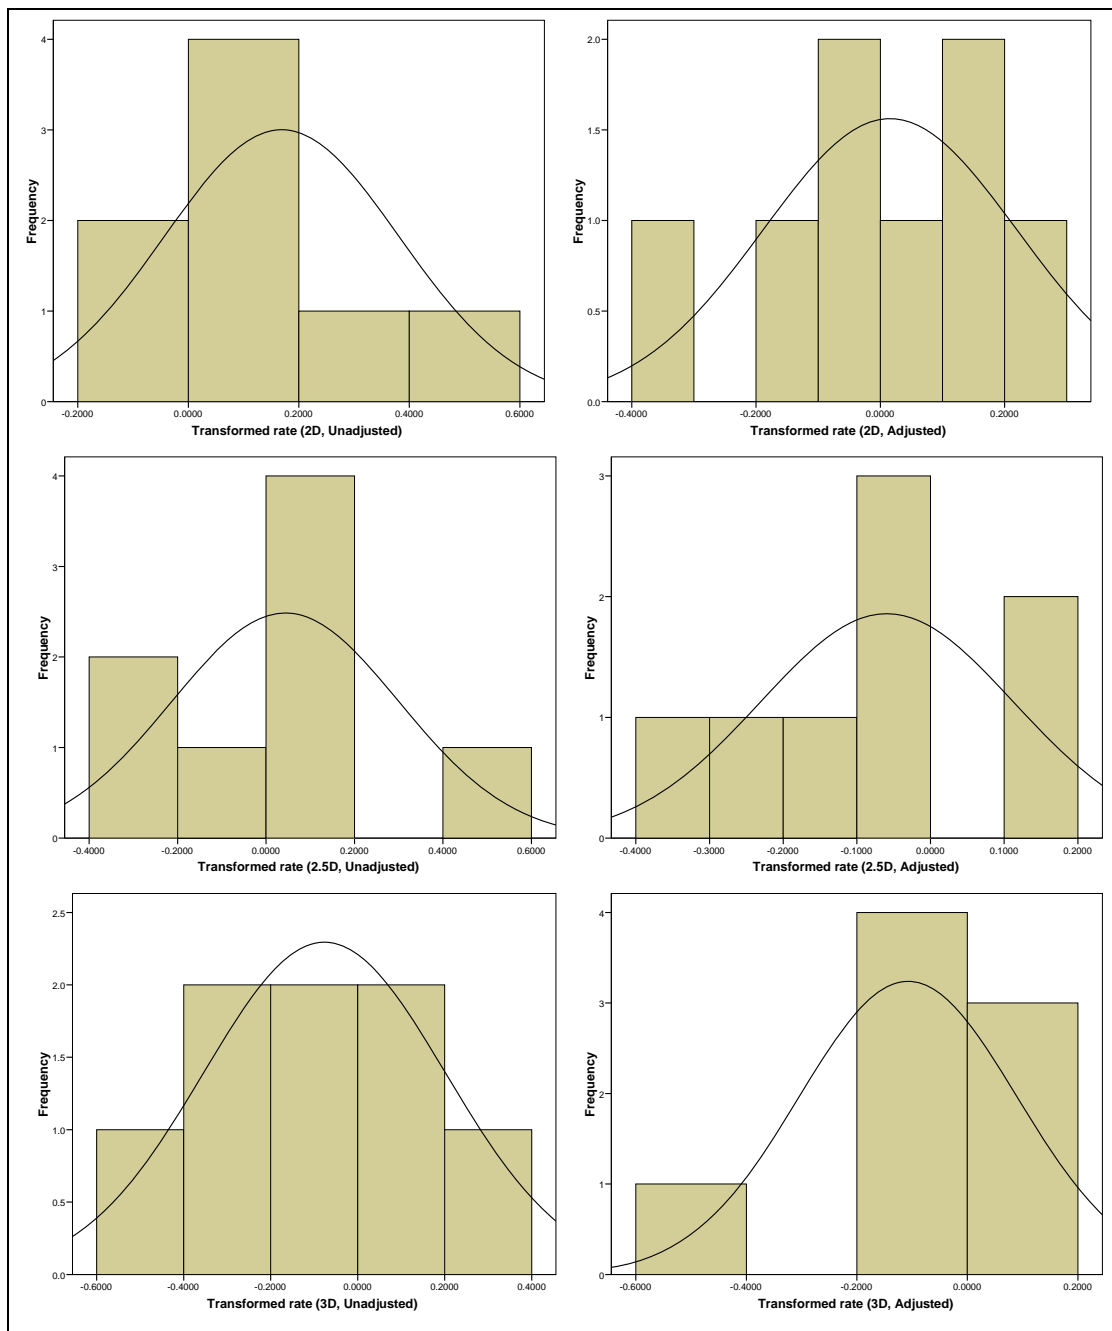 4
3
2
1
0
Frequency
-0.2000 0.0000 0.2000 0.4000 0.6000
Transformed rate (2D, Unadjusted)
2.0
1.5
1.0
0.5
0.0
Frequency
-0.4000 -0.2000 0.0000 0.2000
Transformed rate (2D, Adjusted)
4
3
2
1
0
Frequency
-0.4000 -0.2000 0.0000 0.2000 0.4000 0.6000
Transformed rate (2.5D, Unadjusted)
3
2
1
0
Frequency
-0.4000 -0.3000 -0.2000 -0.1000 0.0000 0.1000 0.2000
Transformed rate (2.5D, Adjusted)
2.5
2.0
1.5
1.0
0.5
0.0
Frequency
-0.6000 -0.4000 -0.2000 0.0000 0.2000 0.4000
Transformed rate (3D, Unadjusted)
4
3
2
1
0
Frequency
-0.6000 -0.4000 -0.2000 0.0000 0.2000
Transformed rate (3D, Adjusted)